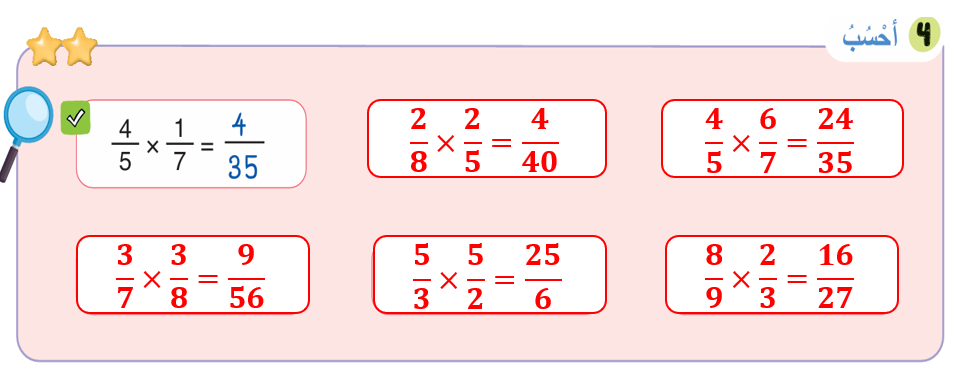 4 أَحْسُبُ
4/5 × 6/7 = 24/35
2/8 × 2/5 = 4/40
4/5 × 1/7 = 4/35
8/9 × 2/3 = 16/27
5/3 × 5/2 = 25/6
3/7 × 3/8 = 9/56